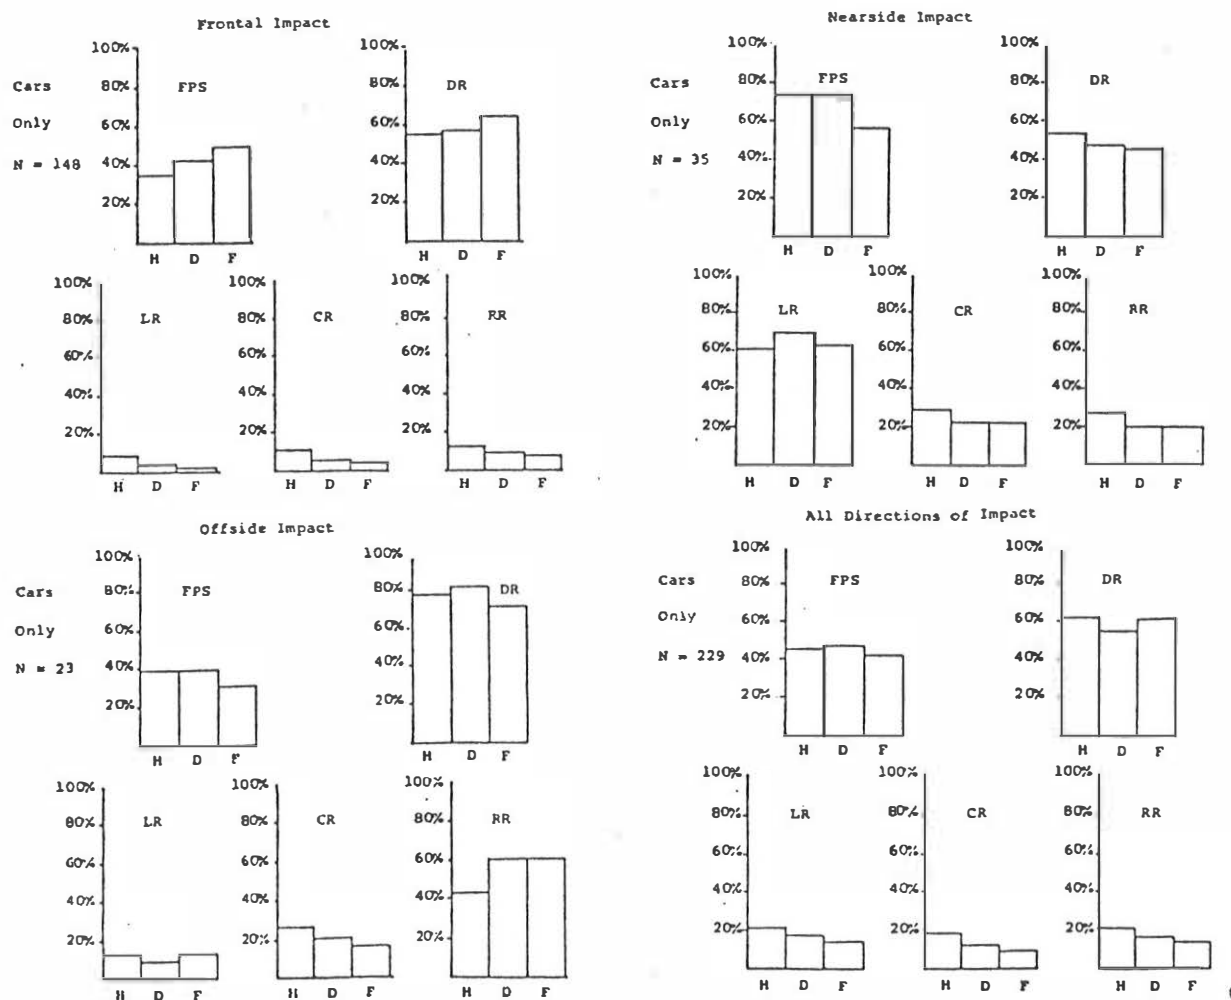 Frontal Impact
Cars
Only
N = 148
100%
80%
60%
40%
20%
FPS
H D F
100%
80%
60%
40%
20%
DR
H D F
100%
80%
60%
40%
20%
LR
H D F
100%
80%
60%
40%
20%
CR
H D F
100%
80%
60%
40%
20%
RR
H D F
Nearside Impact
Cars
Only
N = 35
100%
80%
60%
40%
20%
FPS
H D F
100%
80%
60%
40%
20%
DR
H D F
100%
80%
60%
40%
20%
LR
H D F
100%
80%
60%
40%
20%
CR
H D F
100%
80%
60%
40%
20%
RR
H D F
Offside Impact
Cars
Only
N = 23
100%
80%
60%
40%
20%
FPS
H D F
100%
80%
60%
40%
20%
DR
H D F
100%
80%
60%
40%
20%
LR
H D F
100%
80%
60%
40%
20%
CR
H D F
100%
80%
60%
40%
20%
RR
H D F
All Directions of Impact
Cars
Only
N = 229
100%
80%
60%
40%
20%
FPS
H D F
100%
80%
60%
40%
20%
DR
H D F
100%
80%
60%
40%
20%
LR
H D F
100%
80%
60%
40%
20%
CR
H D F
100%
80%
60%
40%
20%
RR
H D F